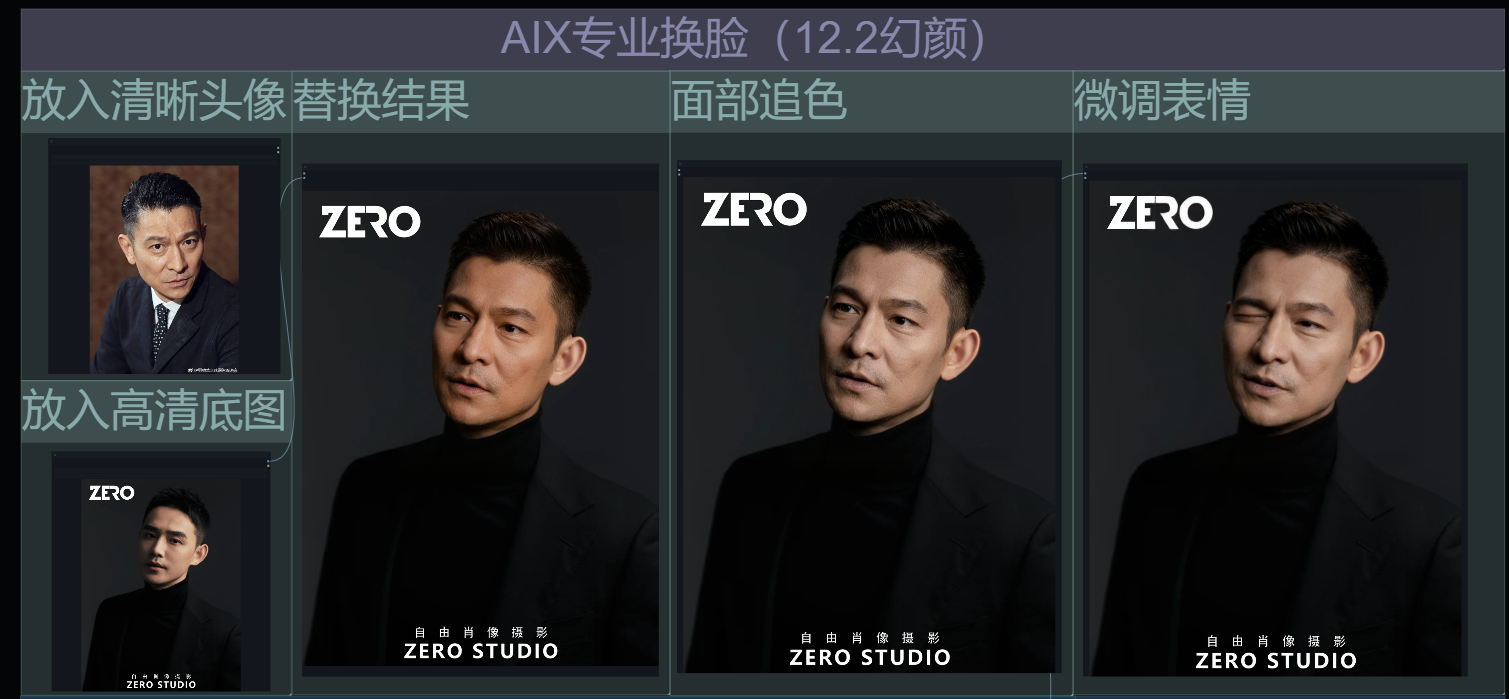 AIX专业换脸（12.2幻颜）
放入清晰头像
替换结果
面部追色
微调表情
ZERO
ZERO
ZERO
自由肖像摄影
ZERO STUDIO
自由肖像摄影
ZERO STUDIO
自由肖像摄影
ZERO STUDIO
放入高清底图
ZERO
自由肖像摄影
ZERO STUDIO